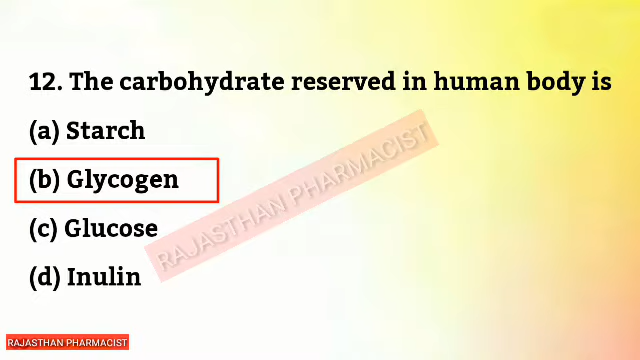 12. The carbohydrate reserved in human body is
(a) Starch
(b) Glycogen
(c) Glucose
(d) Inulin
RAJASTHAN PHARMACIST
RAJASTHAN PHARMACIST